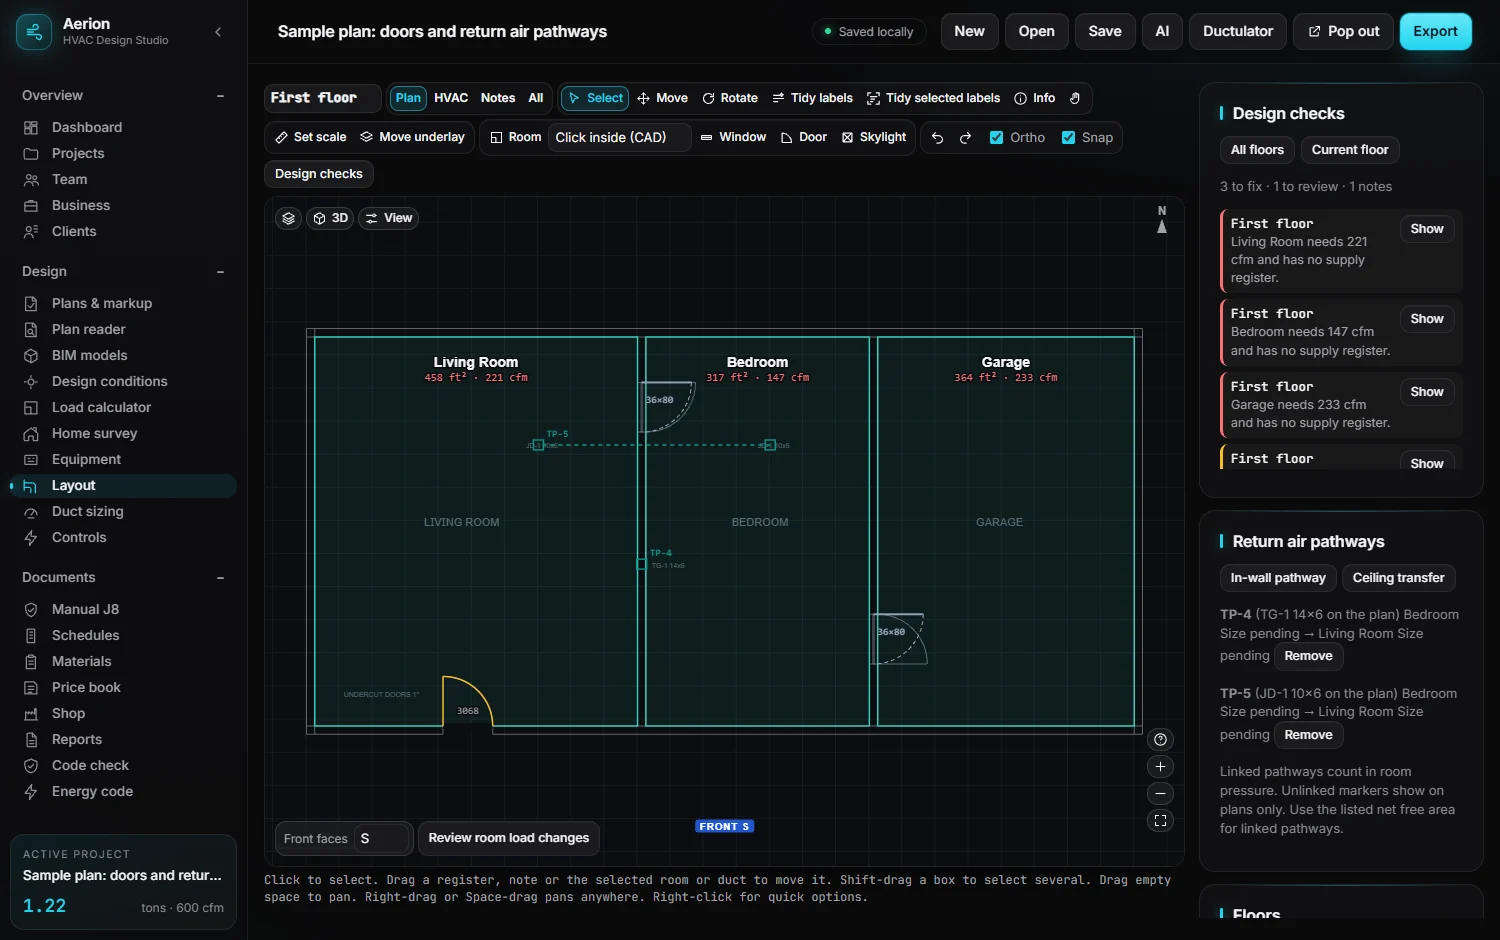 Aerion
HVAC Design Studio
Overview
Dashboard
Projects
Team
Business
Clients
Design
Plans & markup
Plan reader
BIM models
Design conditions
Load calculator
Home survey
Equipment
Layout
Duct sizing
Controls
Documents
Manual J8
Schedules
Materials
Price book
Shop
Reports
Code check
Energy code
ACTIVE PROJECT
Sample plan: doors and retur...
1.22 tons · 600 cfm
Sample plan: doors and return air pathways
Saved locally
New
Open
Save
AI
Ductulator
Pop out
Export
First floor
Plan HVAC Notes All
Select Move Rotate Tidy labels Tidy selected labels Info
Set scale Move underlay
Room Click inside (CAD) Window Door Skylight
Ortho Snap
Design checks
3D View
N
Living Room
458 ft² · 221 cfm
Bedroom
317 ft² · 147 cfm
Garage
364 ft² · 233 cfm
36×80
TP-5
LIVING ROOM
BEDROOM
GARAGE
TP-4
TG-1 14x6
36×80
UNDERCUT DOORS 1"
3068
Front faces S
Review room load changes
FRONT S
Click to select. Drag a register, note or the selected room or duct to move it. Shift-drag a box to select several. Drag empty
space to pan. Right-drag or Space-drag pans anywhere. Right-click for quick options.
Design checks
All floors Current floor
3 to fix · 1 to review · 1 notes
First floor
Living Room needs 221
cfm and has no supply
register.
Show
First floor
Bedroom needs 147 cfm
and has no supply register.
Show
First floor
Garage needs 233 cfm
and has no supply register.
Show
First floor
Show
Return air pathways
In-wall pathway Ceiling transfer
TP-4 (TG-1 14×6 on the plan) Bedroom
Size pending → Living Room Size
pending Remove
TP-5 (JD-1 10×6 on the plan) Bedroom
Size pending → Living Room Size
pending Remove
Linked pathways count in room
pressure. Unlinked markers show on
plans only. Use the listed net free area
for linked pathways.
Floors